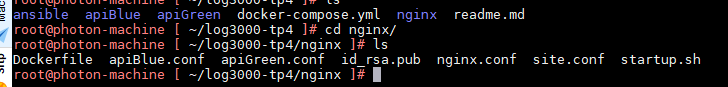 root@photon-machine [ ~/log3000-tp4 ]# ls
ansible apiBlue apiGreen docker-compose.yml nginx readme.md
root@photon-machine [ ~/log3000-tp4 ]# cd nginx/
root@photon-machine [ ~/log3000-tp4/nginx ]# ls
Dockerfile apiBlue.conf apiGreen.conf id_rsa.pub nginx.conf site.conf startup.sh
root@photon-machine [ ~/log3000-tp4/nginx ]#